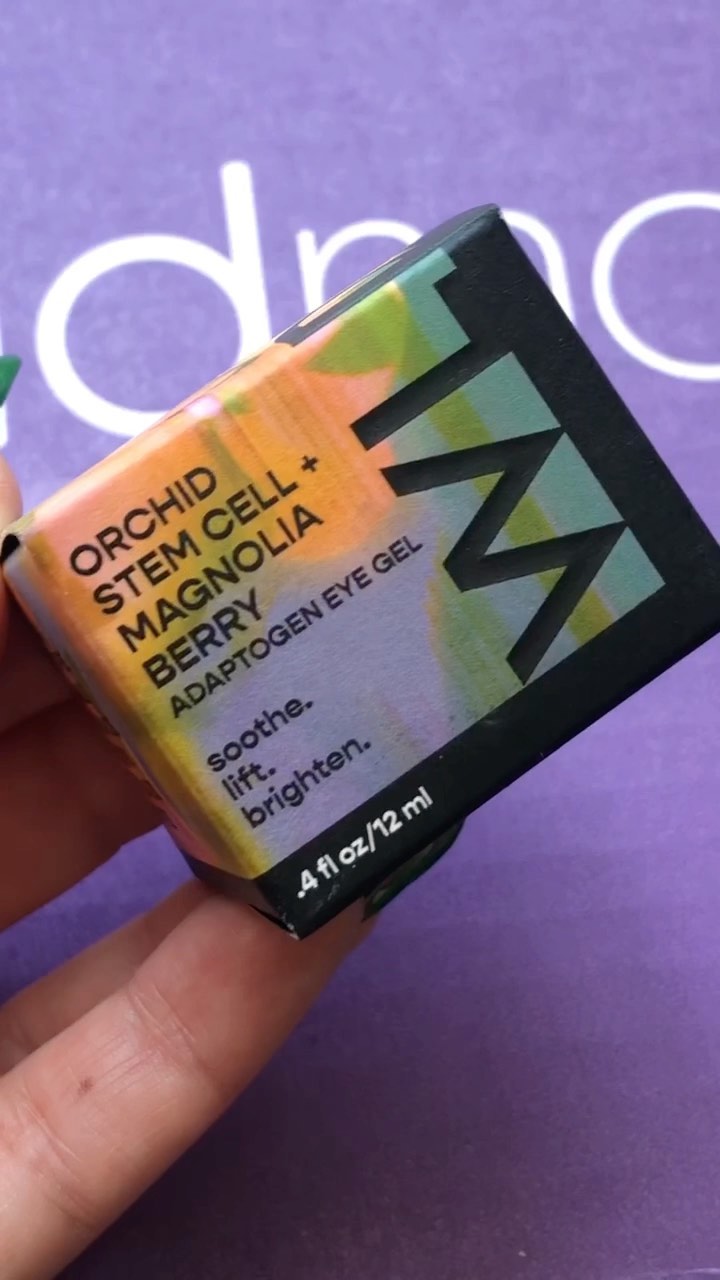 ORCHID
STEM CELL +
MAGNOLIA
BERRY
ADAPTOGEN EYE GEL
soothe.
lift.
brighten.
.4 fl oz/12 ml